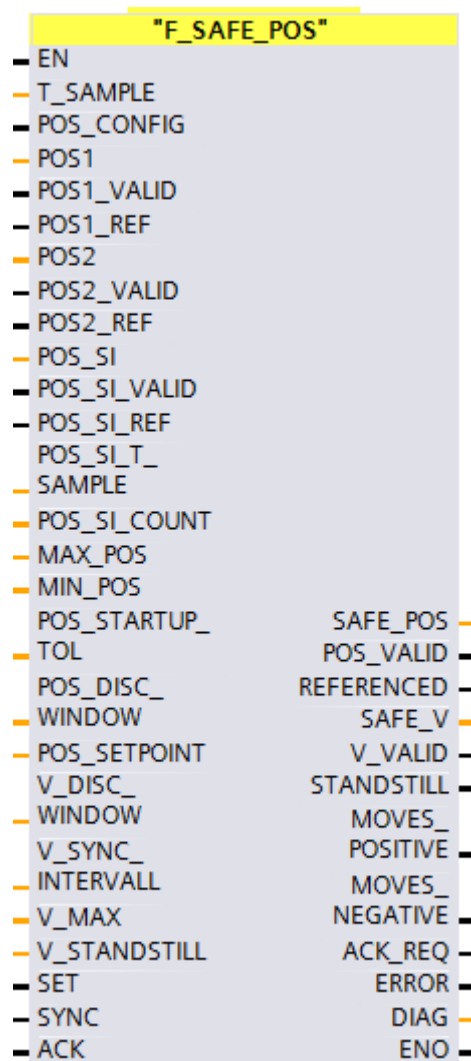 "F_SAFE_POS"
EN
T_SAMPLE
POS_CONFIG
POS1
POS1_VALID
POS1_REF
POS2
POS2_VALID
POS2_REF
POS_SI
POS_SI_VALID
POS_SI_REF
POS_SI_T_
SAMPLE
POS_SI_COUNT
MAX_POS
MIN_POS
POS_STARTUP_
TOL
POS_DISC_
WINDOW
POS_SETPOINT
V_DISC_
WINDOW
V_SYNC_
INTERVALL
V_MAX
V_STANDSTILL
SET
SYNC
ACK
SAFE_POS
POS_VALID
REFERENCED
SAFE_V
V_VALID
STANDSTILL
MOVES_
POSITIVE
MOVES_
NEGATIVE
ACK_REQ
ERROR
DIAG
ENO